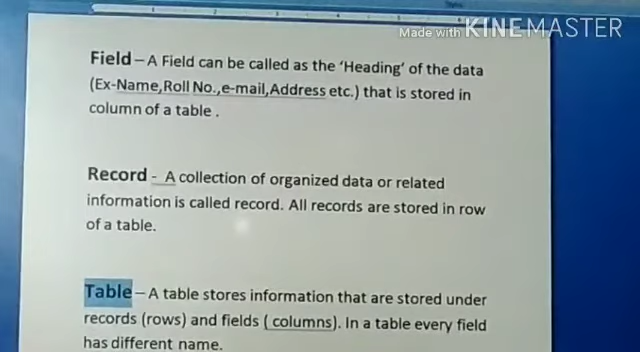 Made with KINEMASTER
Field – A Field can be called as the ‘Heading’ of the data
(Ex-Name,Roll No.,e-mail,Address etc.) that is stored in
column of a table .
Record - A collection of organized data or related
information is called record. All records are stored in row
of a table.
Table – A table stores information that are stored under
records (rows) and fields ( columns). In a table every field
has different name.